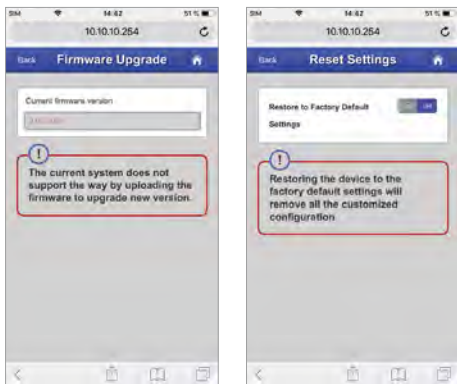 SIM 14:42 51 %
10.10.10.254
Back Firmware Upgrade
Current firmware version
The current system does not
support the way by uploading the
firmware to upgrade new version.
SIM 14:42 51 %
10.10.10.254
Back Reset Settings
Restore to Factory Default
Settings
Restoring the device to the
factory default settings will
remove all the customized
configuration